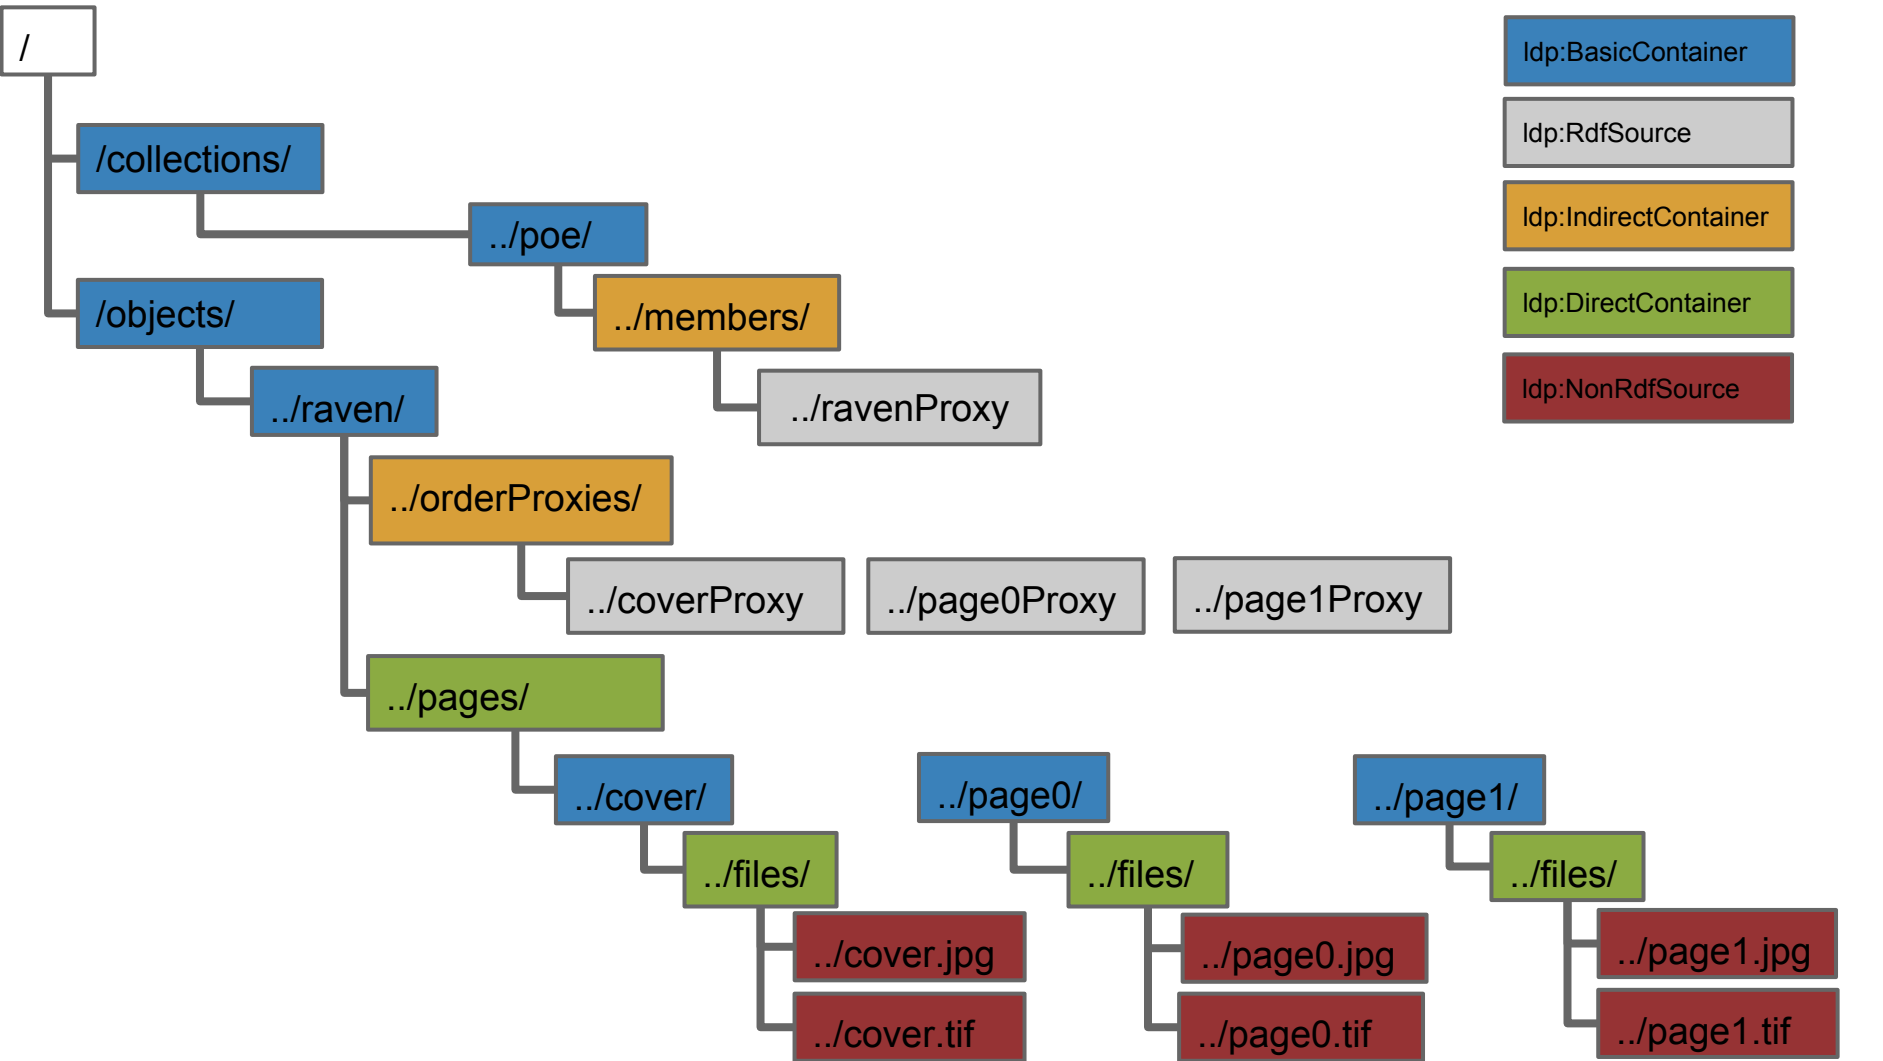 /
ldp:BasicContainer
ldp:RdfSource
/collections/
../poe/
ldp:IndirectContainer
/objects/
../members/
ldp:DirectContainer
../raven/
../ravenProxy
ldp:NonRdfSource
../orderProxies/
../coverProxy
../page0Proxy
../page1Proxy
../pages/
../cover/
../page0/
../page1/
../files/
../files/
../files/
../cover.jpg
../page0.jpg
../page1.jpg
../cover.tif
../page0.tif
../page1.tif